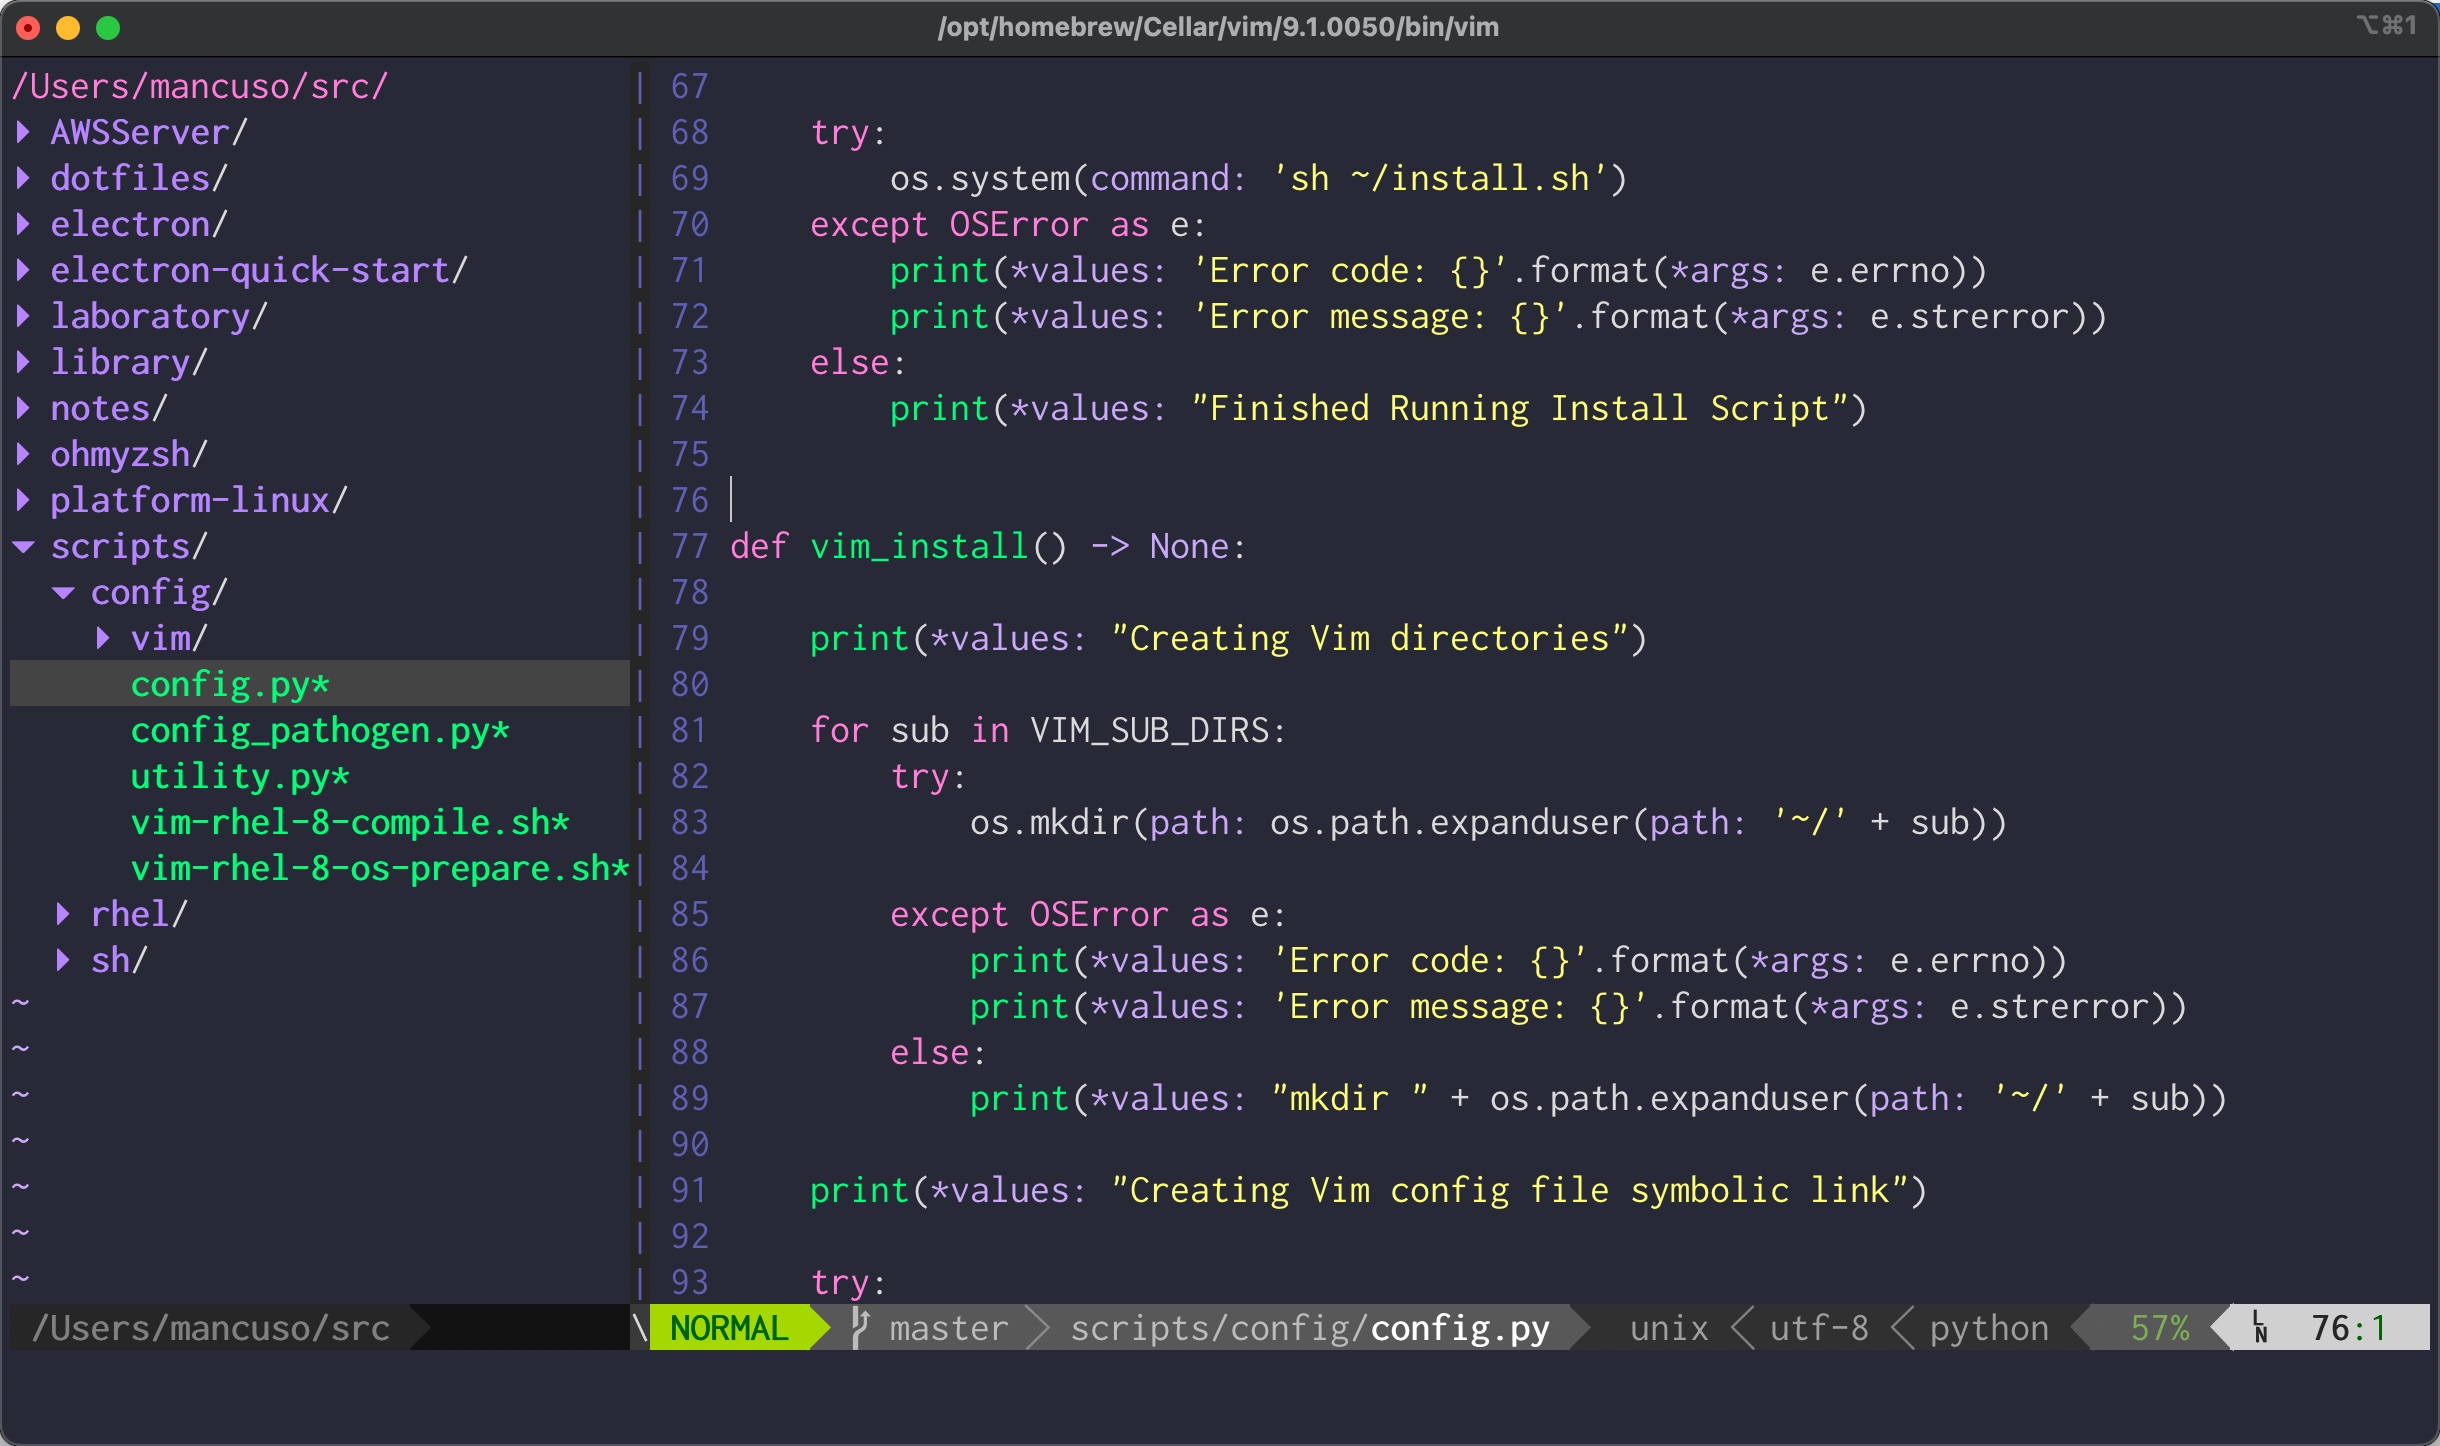 /opt/homebrew/Cellar/vim/9.1.0050/bin/vim
⌥⌘1
/Users/mancuso/src/
▸ AWSServer/
▸ dotfiles/
▸ electron/
▸ electron-quick-start/
▸ laboratory/
▸ library/
▸ notes/
▸ ohmyzsh/
▸ platform-linux/
▾ scripts/
▾ config/
▸ vim/
config.py*
config_pathogen.py*
utility.py*
vim-rhel-8-compile.sh*
vim-rhel-8-os-prepare.sh*
▸ rhel/
▸ sh/
~
~
~
~
~
~
~
/Users/mancuso/src
67
68     try:
69         os.system(command: 'sh ~/install.sh')
70     except OSError as e:
71         print(*values: 'Error code: {}'.format(*args: e.errno))
72         print(*values: 'Error message: {}'.format(*args: e.strerror))
73     else:
74         print(*values: "Finished Running Install Script")
75
76
77 def vim_install() -> None:
78
79     print(*values: "Creating Vim directories")
80
81     for sub in VIM_SUB_DIRS:
82         try:
83             os.mkdir(path: os.path.expanduser(path: '~/' + sub))
84
85         except OSError as e:
86             print(*values: 'Error code: {}'.format(*args: e.errno))
87             print(*values: 'Error message: {}'.format(*args: e.strerror))
88         else:
89             print(*values: "mkdir " + os.path.expanduser(path: '~/' + sub))
90
91     print(*values: "Creating Vim config file symbolic link")
92
93     try:
\ NORMAL master scripts/config/config.py unix utf-8 python 57% LN 76:1